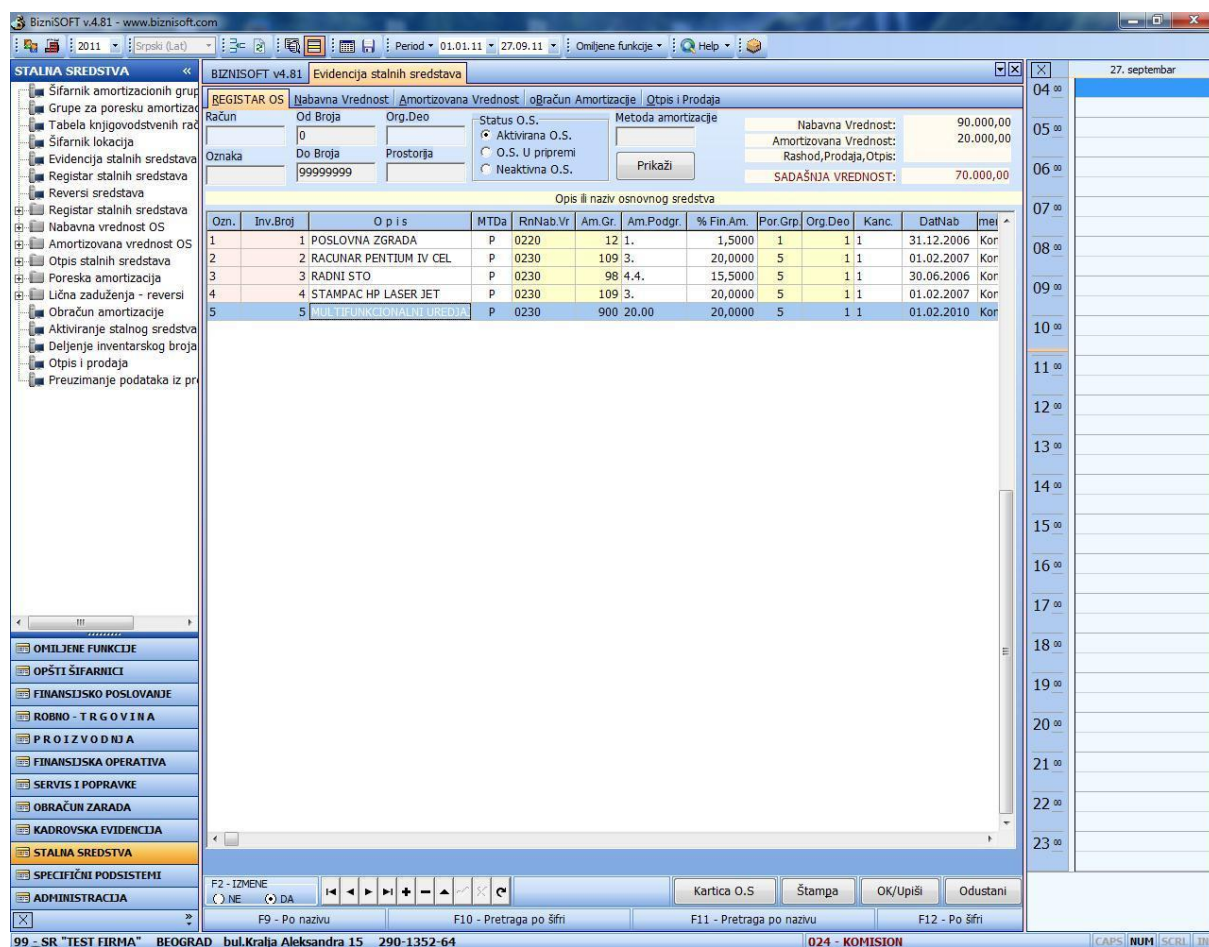 BizniSOFT v.4.81 - www.biznisoft.com
2011 Srpski (Lat) Period 01.01.11 27.09.11 Omiljene funkcije Help
STALNA SREDSTVA «
Šifarnik amortizacionih grup
Grupe za poresku amortizac
Tabela knjigovodstvenih rač
Šifarnik lokacija
Evidencija stalnih sredstava
Registar stalnih sredstava
Reversi sredstava
Registar stalnih sredstava
Nabavna vrednost OS
Amortizovana vrednost OS
Otpis stalnih sredstava
Poreska amortizacija
Lična zaduženja - reversi
Obračun amortizacije
Aktiviranje stalnog sredstva
Deljenje inventarskog broja
Otpis i prodaja
Preuzimanje podataka iz pr
OMILJENE FUNKCIJE
OPŠTI ŠIFARNICI
FINANSIJSKO POSLOVANJE
ROBNO - T R G O V I N A
P R O I Z V O D NJ A
FINANSIJSKA OPERATIVA
SERVIS I POPRAVKE
OBRAČUN ZARADA
KADROVSKA EVIDENCIJA
STALNA SREDSTVA
SPECIFIČNI PODSISTEMI
ADMINISTRACIJA
BIZNISOFT v4.81 Evidencija stalnih sredstava
REGISTAR OS Nabavna Vrednost Amortizovana Vrednost oBračun Amortizacije Otpis i Prodaja
Račun Od Broja Org.Deo Status O.S. Metoda amortizacije
0
Aktivirana O.S.
Oznaka Do Broja Prostorija O.S. U pripremi
99999999 Neaktivna O.S. Prikaži
Nabavna Vrednost: 90.000,00
Amortizovana Vrednost: 20.000,00
Rashod,Prodaja,Otpis:
SADAŠNJA VREDNOST: 70.000,00
Opis ili naziv osnovnog sredstva
Ozn. Inv.Broj O p i s MTDa RnNab.Vr Am.Gr. Am.Podgr. % Fin.Am. Por.Grp. Org.Deo Kanc. DatNab
1 1 POSLOVNA ZGRADA P 0220 12 1. 1,5000 1 1 1 31.12.2006 Kor
2 2 RACUNAR PENTIUM IV CEL P 0230 109 3. 20,0000 5 1 1 01.02.2007 Kor
3 3 RADNI STO P 0230 98 4.4. 15,5000 5 1 1 30.06.2006 Kor
4 4 STAMPAC HP LASER JET P 0230 109 3. 20,0000 5 1 1 01.02.2007 Kor
5 5 MULTIFUNKCIONALNI UREDJA P 0230 900 20.00 20,0000 5 1 1 01.02.2010 Kor
F2 - IZMENE
NE DA
Kartica O.S Štampa OK/Upiši Odustani
F9 - Po nazivu F10 - Pretraga po šifri F11 - Pretraga po nazivu F12 - Po šifri
27. septembar
04 00
05 00
06 00
07 00
08 00
09 00
10 00
11 00
12 00
13 00
14 00
15 00
16 00
17 00
18 00
19 00
20 00
21 00
22 00
23 00
99 - SR "TEST FIRMA" BEOGRAD bul.Kralja Aleksandra 15 290-1352-64 024 - KOMISION CAPS NUM SCRL